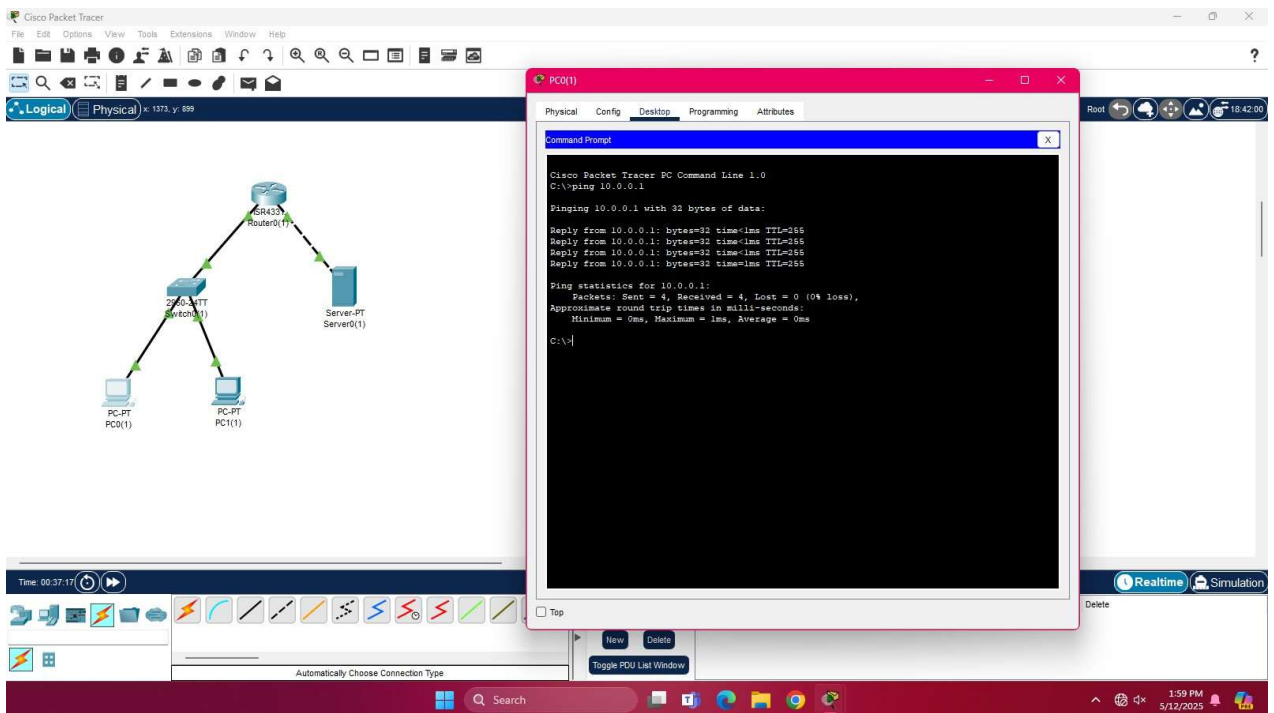 Cisco Packet Tracer
File Edit Options View Tools Extensions Window Help
?
Logical Physical x: 1373, y: 899
Root 18:42:00
PC0(1)
Physical Config Desktop Programming Attributes
Command Prompt X
Cisco Packet Tracer PC Command Line 1.0
C:\>ping 10.0.0.1
Pinging 10.0.0.1 with 32 bytes of data:
Reply from 10.0.0.1: bytes=32 time<1ms TTL=255
Reply from 10.0.0.1: bytes=32 time<1ms TTL=255
Reply from 10.0.0.1: bytes=32 time<1ms TTL=255
Reply from 10.0.0.1: bytes=32 time=1ms TTL=255
Ping statistics for 10.0.0.1:
Packets: Sent = 4, Received = 4, Lost = 0 (0% loss),
Approximate round trip times in milli-seconds:
Minimum = 0ms, Maximum = 1ms, Average = 0ms
C:\>
Top
ISR4331
Router0(1)
2960-24TT
Switch0(1)
Server-PT
Server0(1)
PC-PT
PC0(1)
PC-PT
PC1(1)
Time: 00:37:17
Realtime Simulation
Delete
New Delete
Toggle PDU List Window
Automatically Choose Connection Type
Search
1:59 PM
5/12/2025